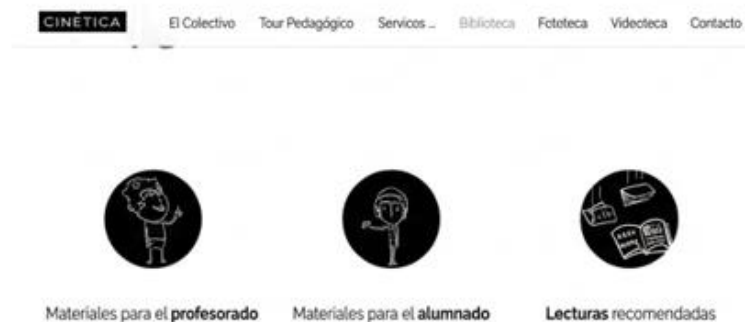 CINÉTICA El Colectivo Tour Pedagógico Servicos ... Biblioteca Fototeca Videoteca Contacto
Materiales para el profesorado Materiales para el alumnado Lecturas recomendadas